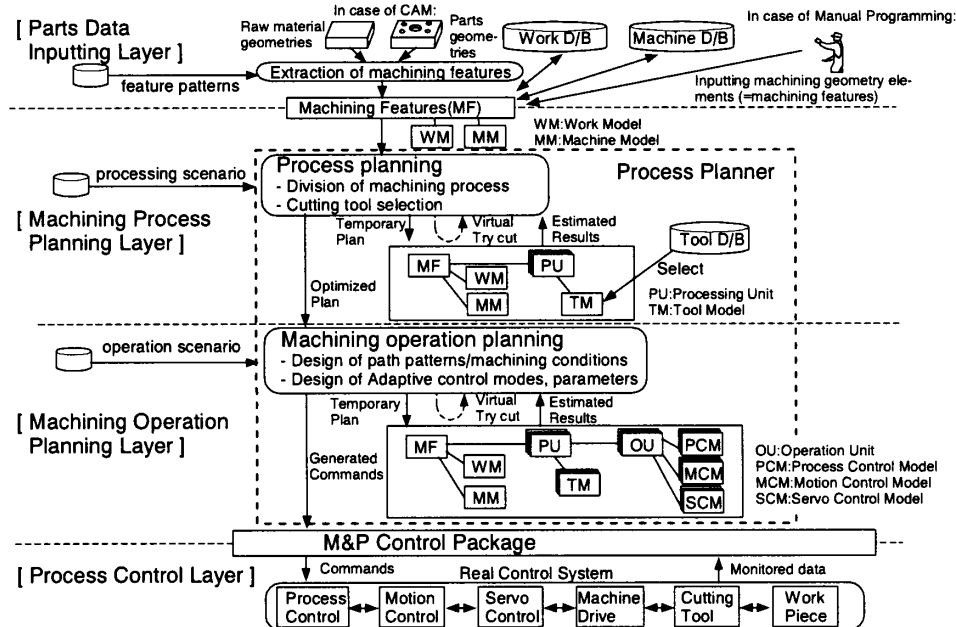 [ Parts Data
Inputting Layer ]
In case of CAM:
Raw material
geometries
Parts
geome-
tries
Work D/B
Machine D/B
In case of Manual Programming:
Extraction of machining features
feature patterns
Inputting machining geometry ele-
ments (=machining features)
Machining Features(MF)
WM
MM
WM:Work Model
MM:Machine Model
processing scenario
Process planning
- Division of machining process
- Cutting tool selection
Process Planner
[ Machining Process
Planning Layer ]
Temporary
Plan
Virtual
Try cut
Estimated
Results
Tool D/B
Select
MF
WM
MM
PU
TM
Optimized
Plan
PU:Processing Unit
TM:Tool Model
operation scenario
Machining operation planning
- Design of path patterns/machining conditions
- Design of Adaptive control modes, parameters
[ Machining Operation
Planning Layer ]
Temporary
Plan
Virtual
Try cut
Estimated
Results
Generated
Commands
MF
WM
MM
PU
TM
OU
PCM
MCM
SCM
OU:Operation Unit
PCM:Process Control Model
MCM:Motion Control Model
SCM:Servo Control Model
M&P Control Package
[ Process Control Layer ]
Commands
Real Control System
Monitored data
Process
Control
Motion
Control
Servo
Control
Machine
Drive
Cutting
Tool
Work
Piece